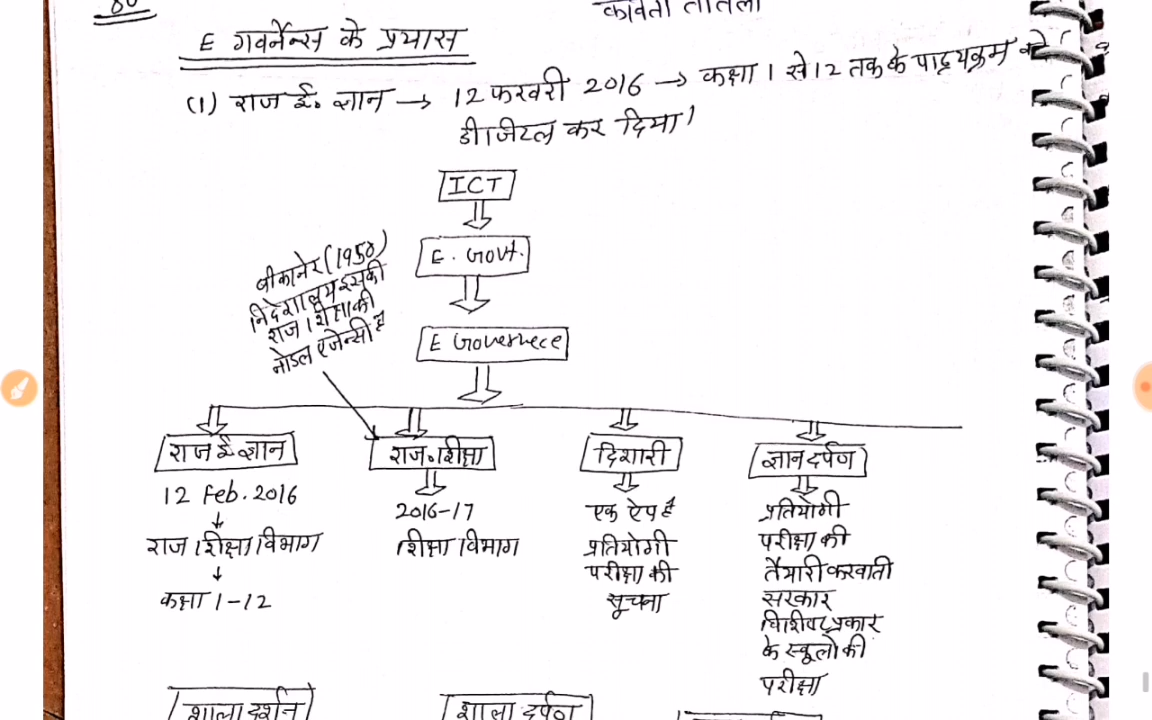 E गवर्नेन्स के प्रयास
(1) राज ई. ज्ञान → 12 फरवरी 2016 → कक्षा 1 से 12 तक के पाठ्यक्रम को
डीजिटल कर दिया।
ICT
E. Govt.
बीकानेर (1950)
निदेशालय इसकी
राज शिक्षा की
नोडल एजेन्सी है
E Governece
राज ई. ज्ञान
12 Feb. 2016
↓
राज शिक्षा विभाग
↓
कक्षा 1-12
राज. शिक्षा
2016-17
शिक्षा विभाग
दिशारी
एक ऐप है
प्रतियोगी
परीक्षा की
सूचना
ज्ञान दर्पण
प्रतियोगी
परीक्षा की
तैयारी करवाती
सरकार
विशिष्ट प्रकार
के स्कूलो की
परीक्षा
शाला दर्शन
शाला दर्पण